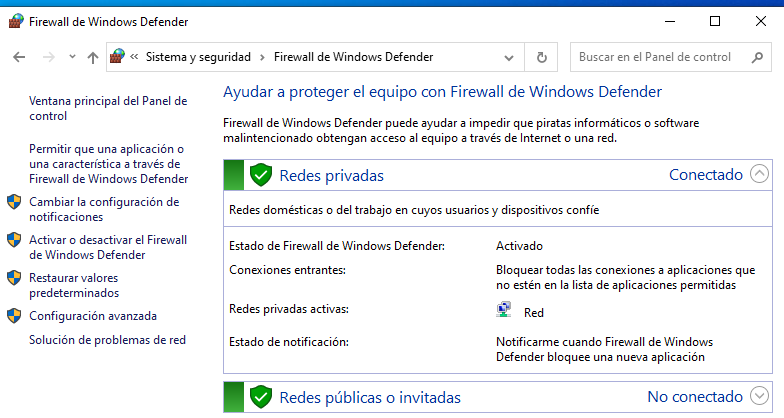 Firewall de Windows Defender
Sistema y seguridad > Firewall de Windows Defender
Buscar en el Panel de control
Ventana principal del Panel de
control
Permitir que una aplicación o
una característica a través de
Firewall de Windows Defender
Cambiar la configuración de
notificaciones
Activar o desactivar el Firewall
de Windows Defender
Restaurar valores
predeterminados
Configuración avanzada
Solución de problemas de red
Ayudar a proteger el equipo con Firewall de Windows Defender
Firewall de Windows Defender puede ayudar a impedir que piratas informáticos o software
malintencionado obtengan acceso al equipo a través de Internet o una red.
Redes privadas Conectado
Redes domésticas o del trabajo en cuyos usuarios y dispositivos confíe
Estado de Firewall de Windows Defender: Activado
Conexiones entrantes: Bloquear todas las conexiones a aplicaciones que
no estén en la lista de aplicaciones permitidas
Redes privadas activas: Red
Estado de notificación: Notificarme cuando Firewall de Windows
Defender bloquee una nueva aplicación
Redes públicas o invitadas No conectado